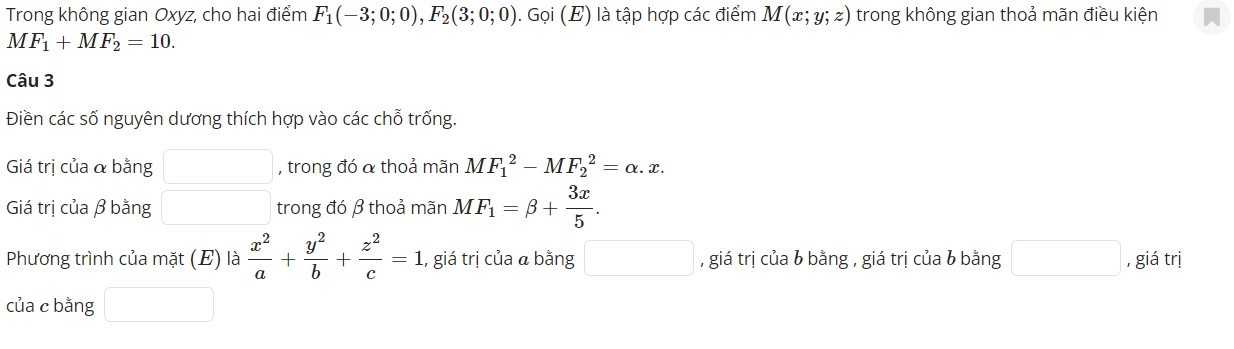 Trong không gian Oxyz, cho hai điểm F₁(−3; 0; 0), F₂(3; 0; 0). Gọi (E) là tập hợp các điểm M(x; y; z) trong không gian thoả mãn điều kiện
MF₁ + MF₂ = 10.
Câu 3
Điền các số nguyên dương thích hợp vào các chỗ trống.
Giá trị của α bằng , trong đó α thoả mãn MF₁² − MF₂² = α. x.
Giá trị của β bằng trong đó β thoả mãn MF₁ = β + 3x/5.
Phương trình của mặt (E) là x²/a + y²/b + z²/c = 1, giá trị của a bằng , giá trị của b bằng , giá trị của b bằng , giá trị
của c bằng